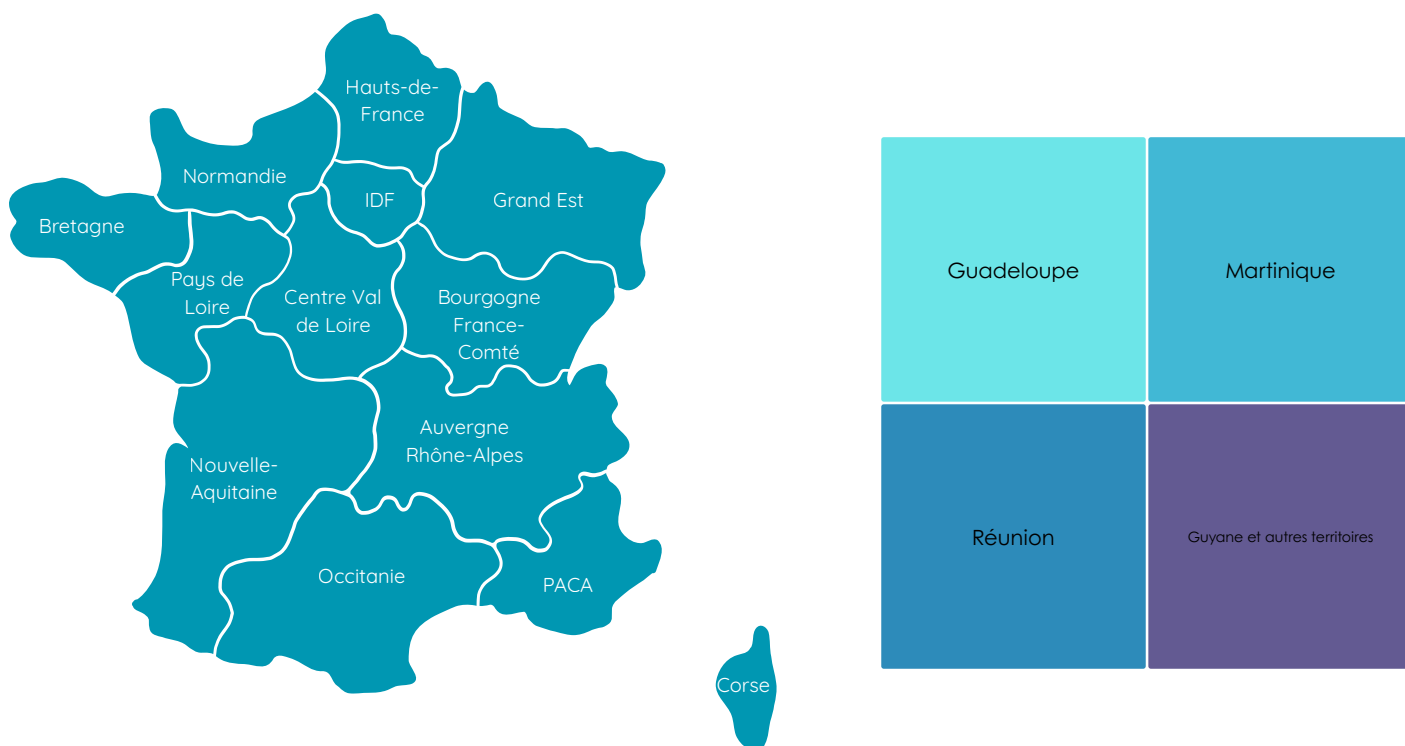 Hauts-de-
France
Normandie
IDF
Grand Est
Bretagne
Pays de
Loire
Centre Val
de Loire
Bourgogne
France-
Comté
Auvergne
Rhône-Alpes
Nouvelle-
Aquitaine
Occitanie
PACA
Corse
Guadeloupe
Martinique
Réunion
Guyane et autres territoires